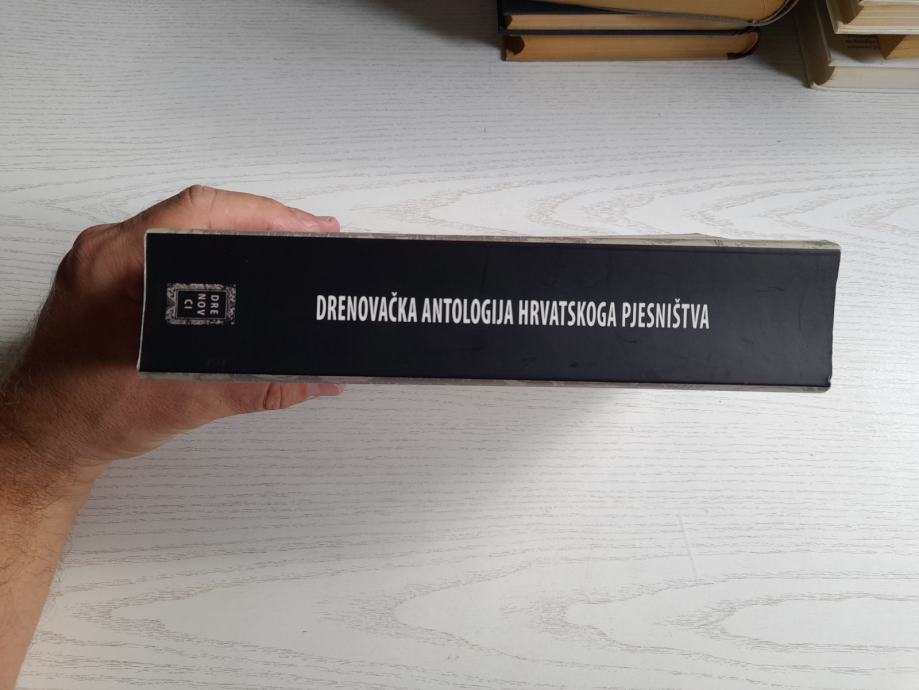 DRE
NOV
CI
DRENOVAČKA ANTOLOGIJA HRVATSKOGA PJESNIŠTVA